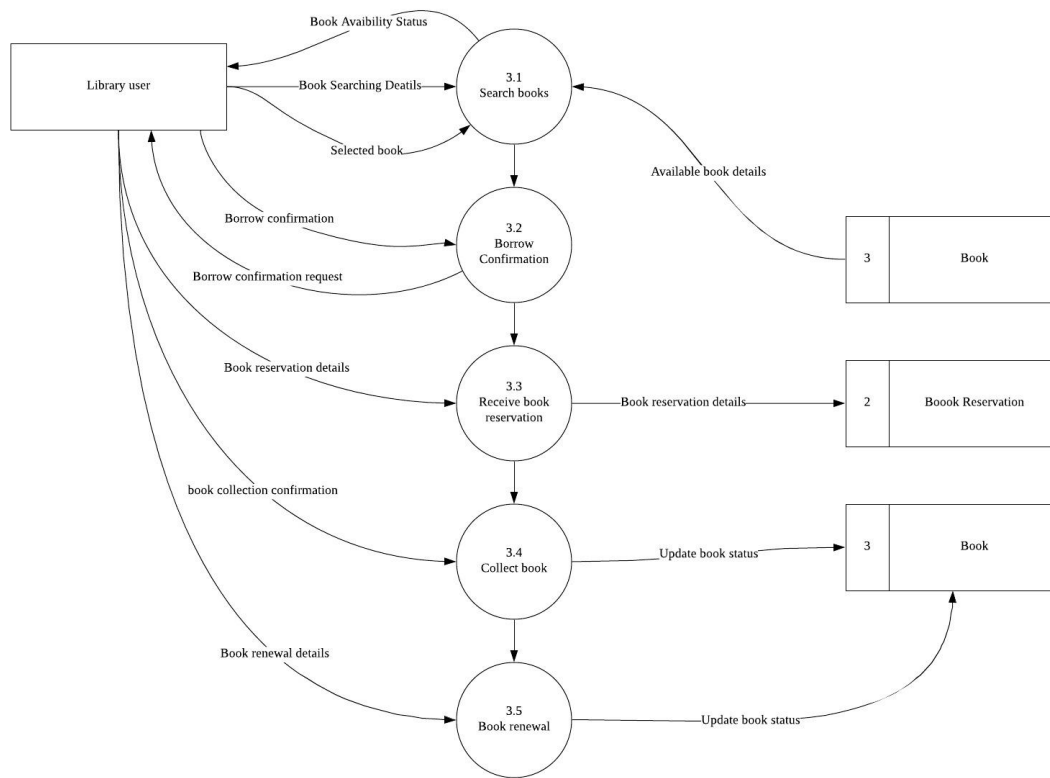 Book Avaibility Status
Library user
Book Searching Deatils
3.1
Search books
Selected book
Available book details
Borrow confirmation
3.2
Borrow
Confirmation
3
Book
Borrow confirmation request
Book reservation details
3.3
Receive book
reservation
Book reservation details
2
Boook Reservation
book collection confirmation
3.4
Collect book
Update book status
3
Book
Book renewal details
3.5
Book renewal
Update book status